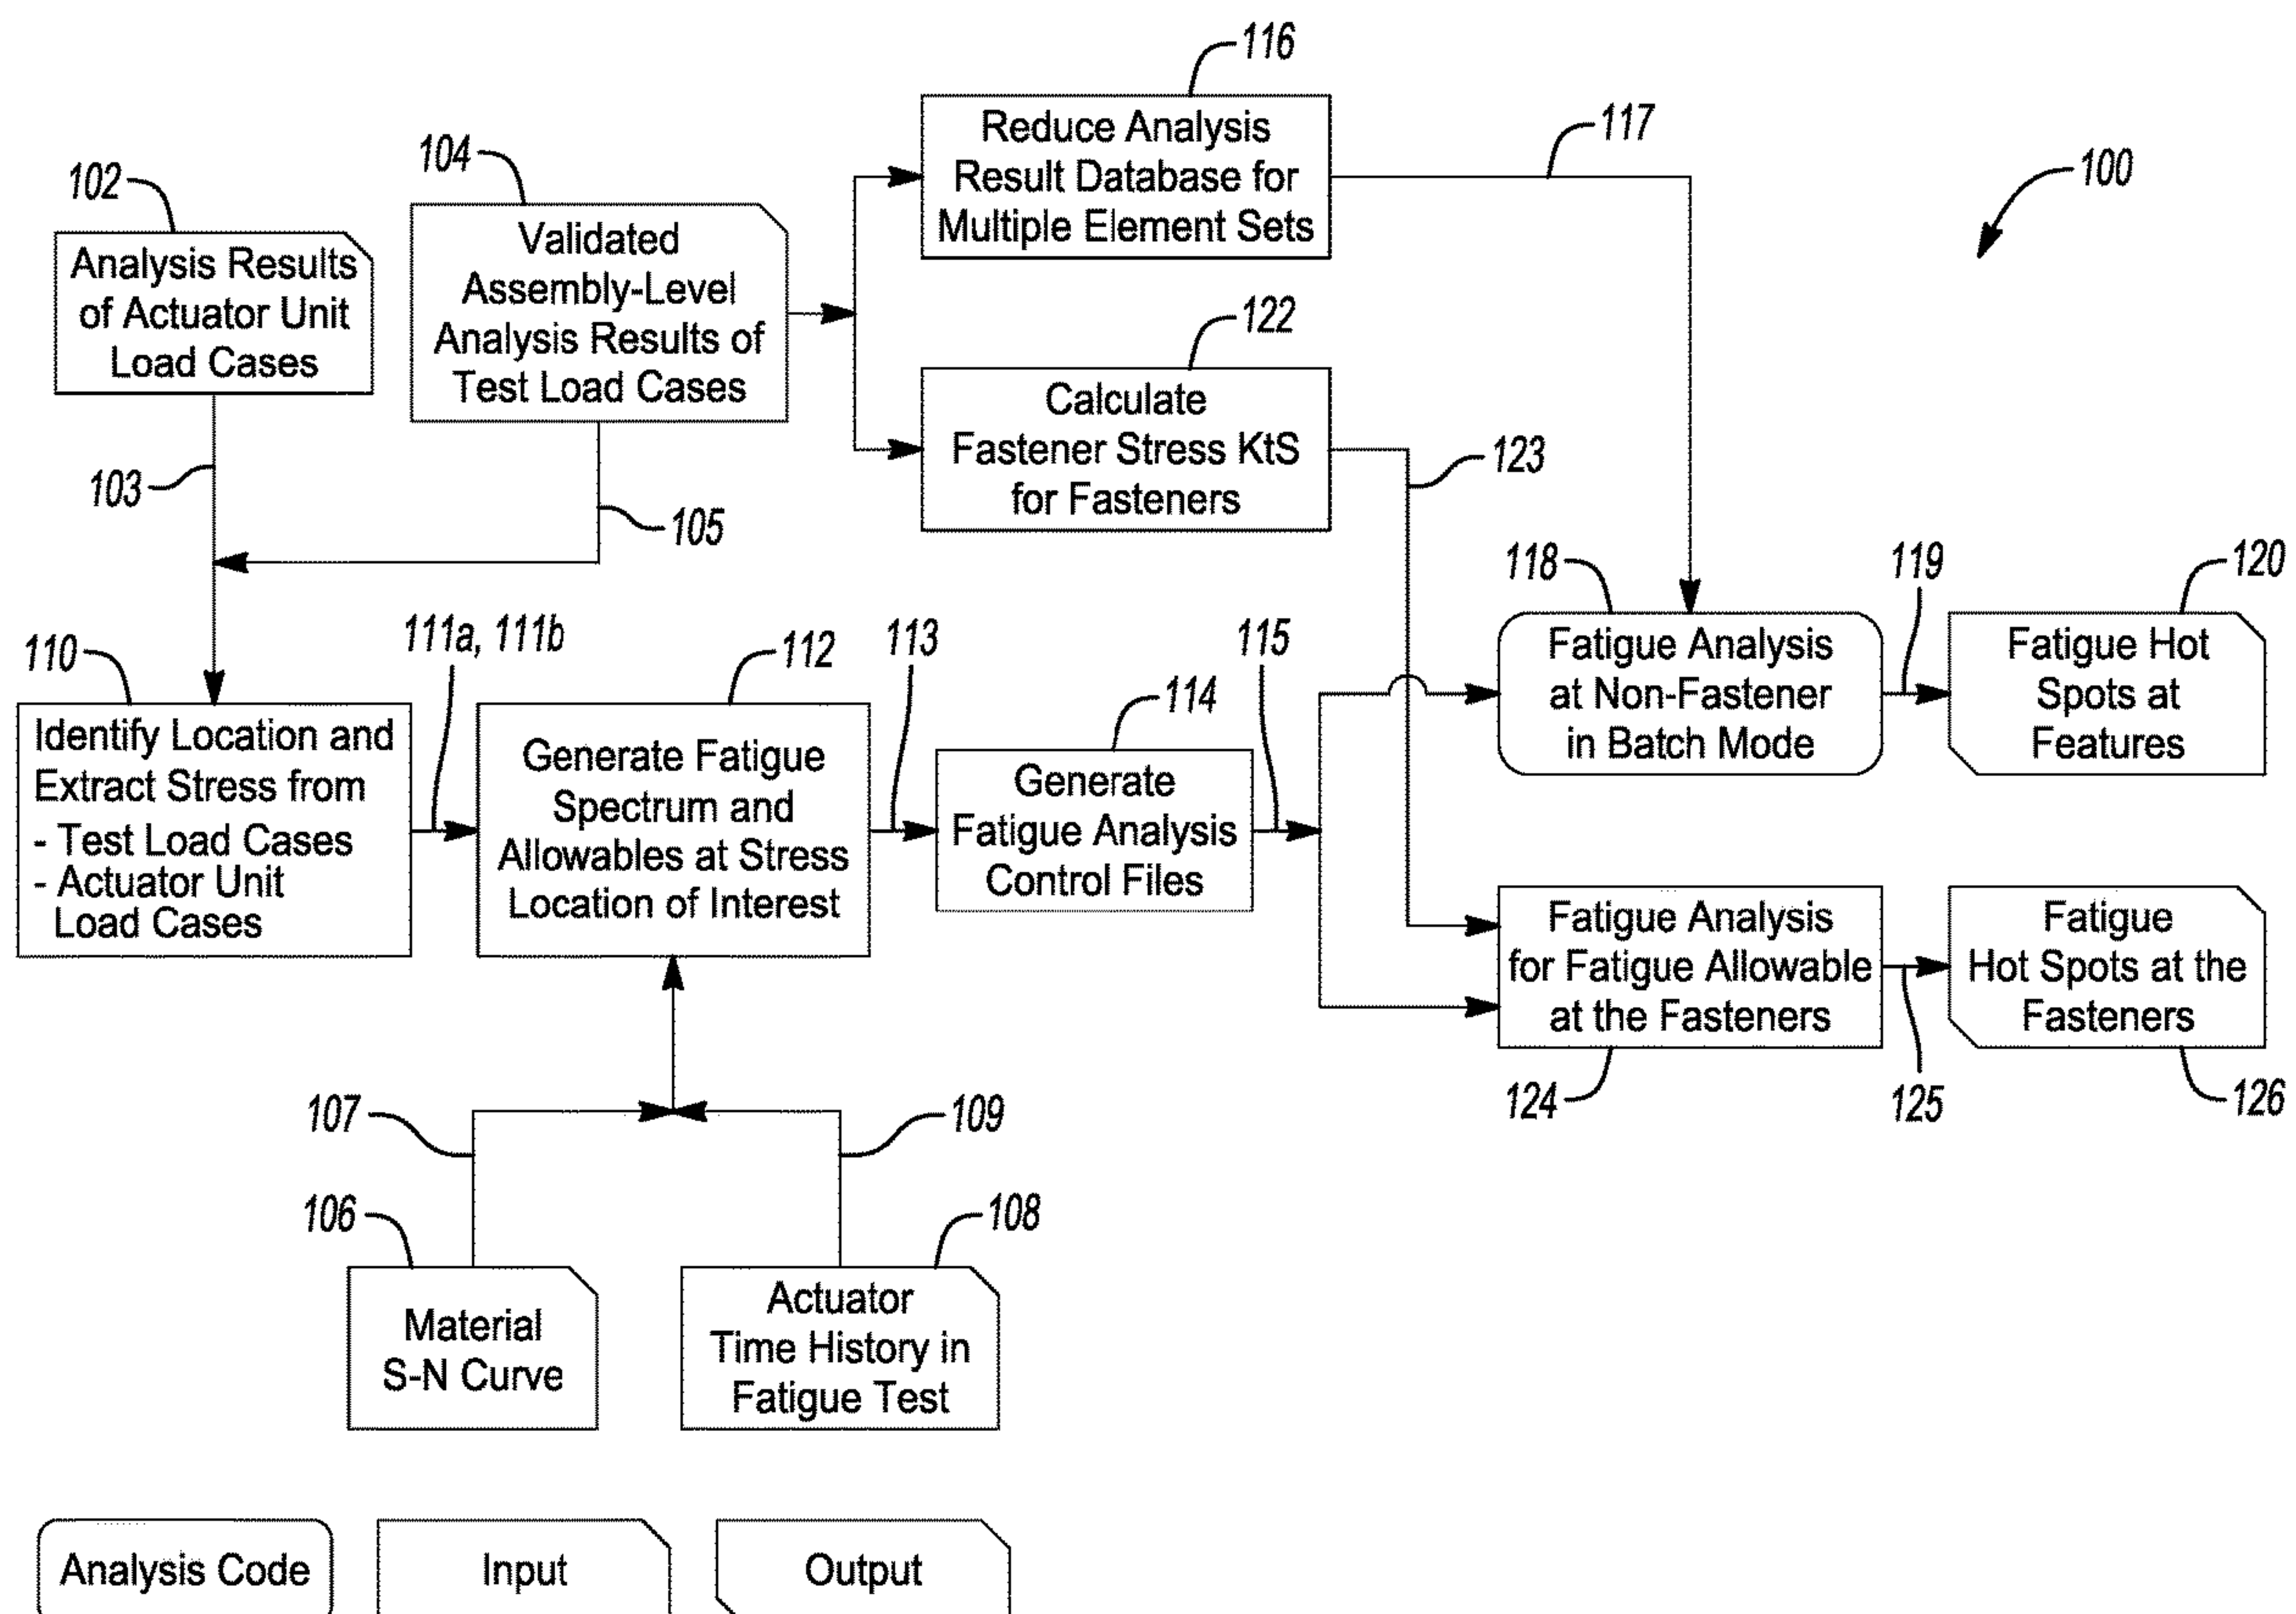 116
Reduce Analysis
Result Database for
Multiple Element Sets
117
100
102
Analysis Results
of Actuator Unit
Load Cases
104
Validated
Assembly-Level
Analysis Results of
Test Load Cases
122
Calculate
Fastener Stress KtS
for Fasteners
123
103
105
118
Fatigue Analysis
at Non-Fastener
in Batch Mode
119
120
Fatigue Hot
Spots at
Features
110
Identify Location and
Extract Stress from
- Test Load Cases
- Actuator Unit
Load Cases
111a, 111b
112
Generate Fatigue
Spectrum and
Allowables at Stress
Location of Interest
113
114
Generate
Fatigue Analysis
Control Files
115
Fatigue Analysis
for Fatigue Allowable
at the Fasteners
124
125
Fatigue
Hot Spots at the
Fasteners
126
107
109
106
Material
S-N Curve
108
Actuator
Time History in
Fatigue Test
Analysis Code
Input
Output